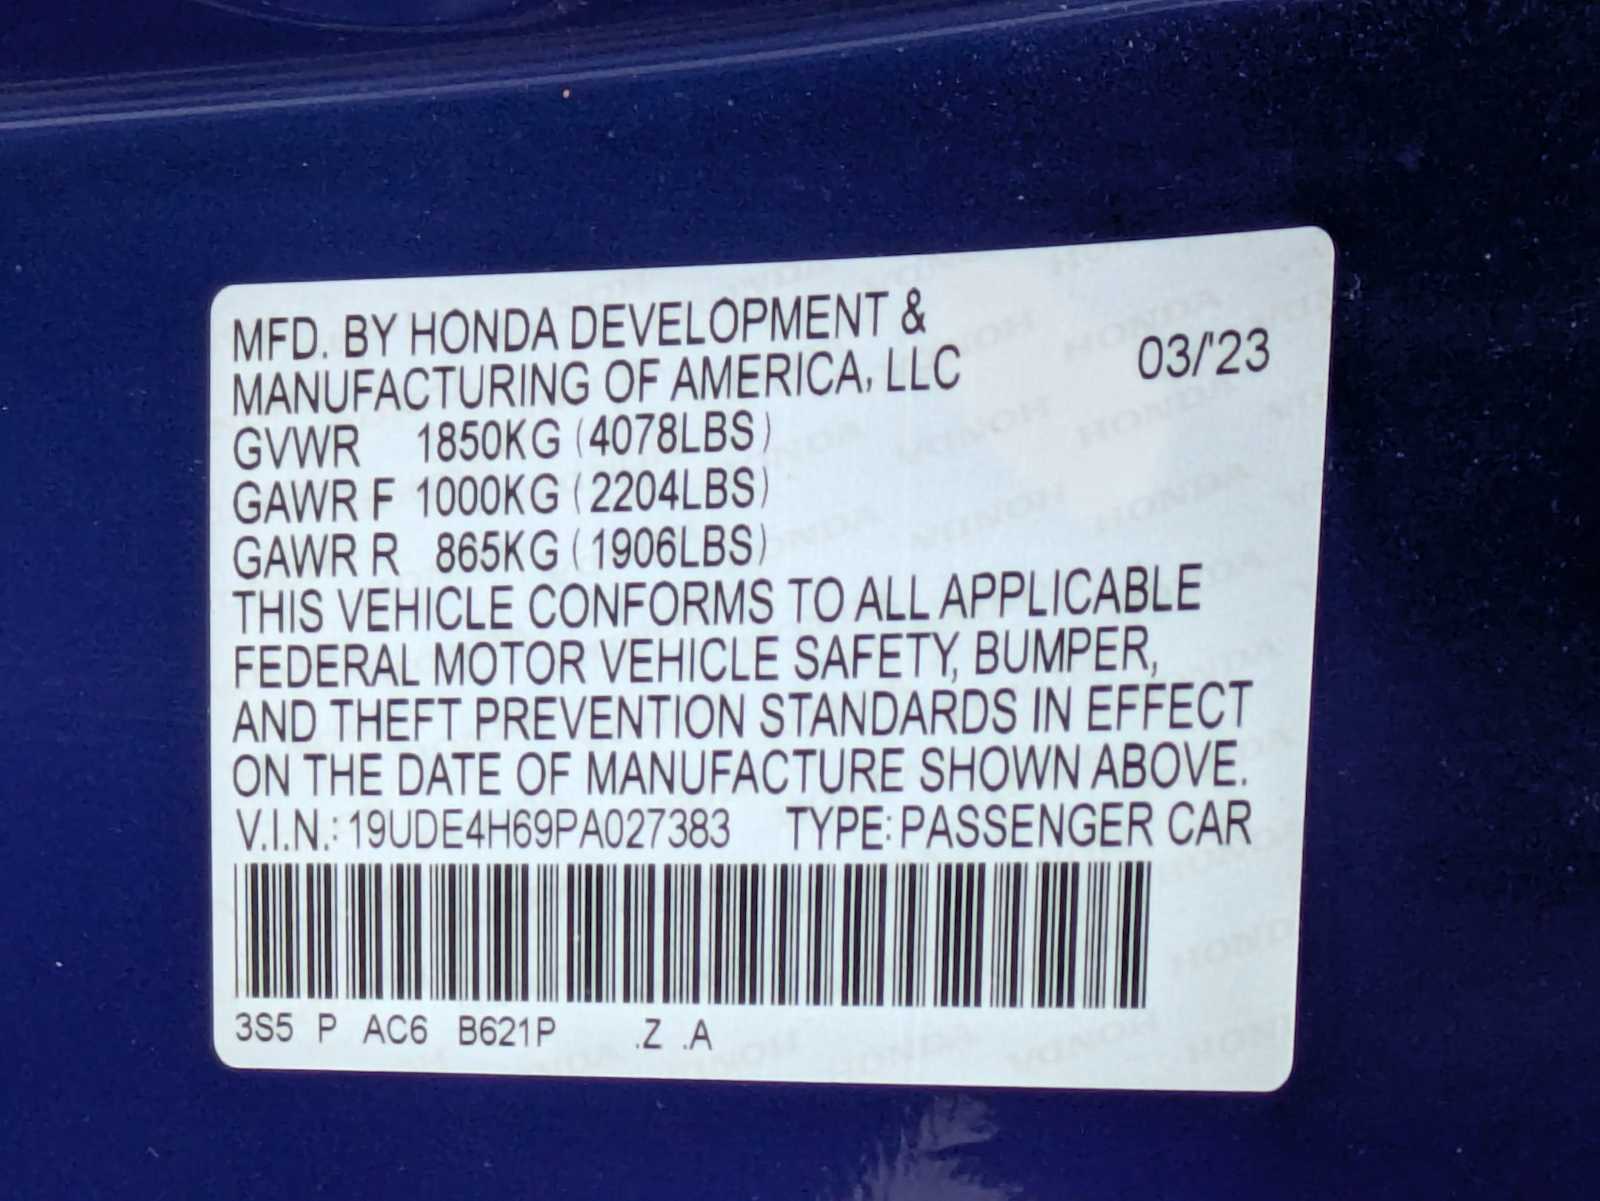 MFD. BY HONDA DEVELOPMENT &
MANUFACTURING OF AMERICA, LLC 03/'23
GVWR 1850KG (4078LBS)
GAWR F 1000KG (2204LBS)
GAWR R 865KG (1906LBS)
THIS VEHICLE CONFORMS TO ALL APPLICABLE
FEDERAL MOTOR VEHICLE SAFETY, BUMPER,
AND THEFT PREVENTION STANDARDS IN EFFECT
ON THE DATE OF MANUFACTURE SHOWN ABOVE.
V.I.N.: 19UDE4H69PA027383 TYPE: PASSENGER CAR
3S5 P AC6 B621P .Z .A